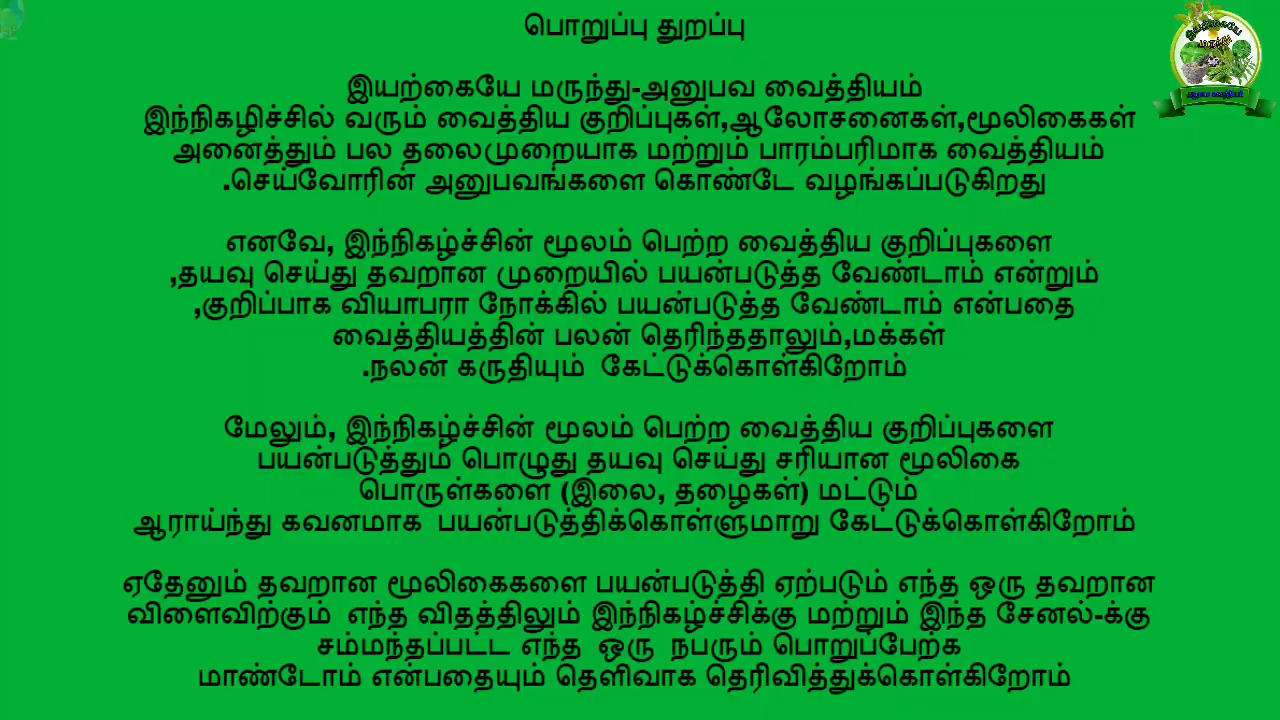 பொறுப்பு துறப்பு
இயற்கையே மருந்து-அனுபவ வைத்தியம்
இந்நிகழிச்சில் வரும் வைத்திய குறிப்புகள்,ஆலோசனைகள்,மூலிகைகள்
அனைத்தும் பல தலைமுறையாக மற்றும் பாரம்பரிமாக வைத்தியம்
.செய்வோரின் அனுபவங்களை கொண்டே வழங்கப்படுகிறது
எனவே, இந்நிகழ்ச்சின் மூலம் பெற்ற வைத்திய குறிப்புகளை
,தயவு செய்து தவறான முறையில் பயன்படுத்த வேண்டாம் என்றும்
,குறிப்பாக வியாபரா நோக்கில் பயன்படுத்த வேண்டாம் என்பதை
வைத்தியத்தின் பலன் தெரிந்ததாலும்,மக்கள்
.நலன் கருதியும் கேட்டுக்கொள்கிறோம்
மேலும், இந்நிகழ்ச்சின் மூலம் பெற்ற வைத்திய குறிப்புகளை
பயன்படுத்தும் பொழுது தயவு செய்து சரியான மூலிகை
பொருள்களை (இலை, தழைகள்) மட்டும்
ஆராய்ந்து கவனமாக பயன்படுத்திக்கொள்ளுமாறு கேட்டுக்கொள்கிறோம்
ஏதேனும் தவறான மூலிகைகளை பயன்படுத்தி ஏற்படும் எந்த ஒரு தவறான
விளைவிற்கும் எந்த விதத்திலும் இந்நிகழ்ச்சிக்கு மற்றும் இந்த சேனல்-க்கு
சம்மந்தப்பட்ட எந்த ஒரு நபரும் பொறுப்பேற்க
மாண்டோம் என்பதையும் தெளிவாக தெரிவித்துக்கொள்கிறோம்